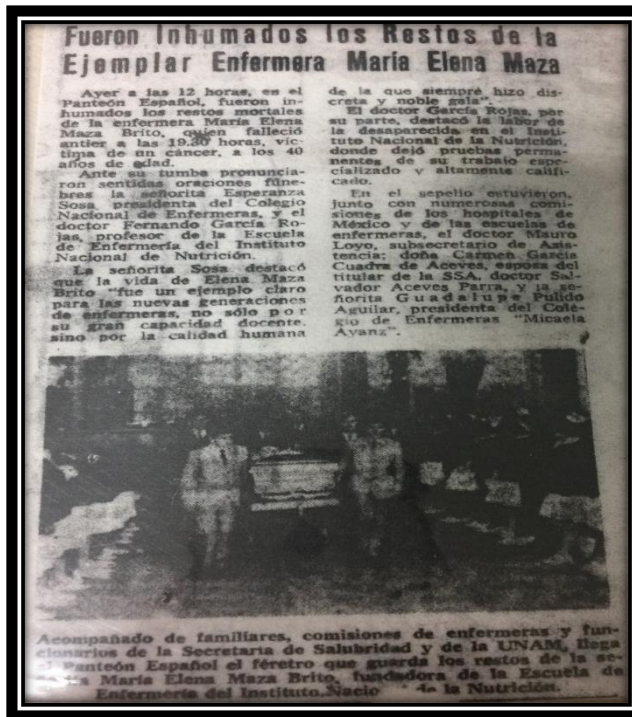 Fueron Inhumados los Restos de la
Ejemplar Enfermera María Elena Maza
Ayer a las 12 horas, en el
Panteón Español, fueron in-
humados los restos mortales
de la enfermera María Elena
Maza Brito, quien falleció
antier a las 19.30 horas, víc-
tima de un cáncer, a los 40
años de edad.
Ante su tumba pronuncia-
ron sentidas oraciones fúne-
bres la señorita Esperanza
Sosa, presidenta del Colegio
Nacional de Enfermeras, y el
doctor Fernando García Ro-
jas, profesor de la Escuela
de Enfermería del Instituto
Nacional de Nutrición.
La señorita Sosa destacó
que la vida de Elena Maza
Brito "fue un ejemplo claro
para las nuevas generaciones
de enfermeras, no sólo por
su gran capacidad docente,
sino por la calidad humana
de la que siempre hizo dis-
creta y noble gala".
El doctor García Rojas, por
su parte, destacó la labor de
la desaparecida en el Insti-
tuto Nacional de la Nutrición,
donde dejó pruebas perma-
nentes de su trabajo espe-
cializado y altamente califi-
cado.
En el sepelio estuvieron,
junto con numerosas comi-
siones de los hospitales de
México y de las escuelas de
enfermeras, el doctor Mauro
Loyo, subsecretario de Asis-
tencia; doña Carmen García
Cuadra de Aceves, esposa del
titular de la SSA, doctor Sal-
vador Aceves Parra, y la se-
ñorita Guadalupe Pulido
Aguilar, presidenta del Cole-
gio de Enfermeras "Micaela
Ayanz".
Acompañado de familiares, comisiones de enfermeras y fun-
cionarios de la Secretaría de Salubridad y de la UNAM, llega
al Panteón Español el féretro que guarda los restos de la se-
María Elena Maza Brito, fundadora de la Escuela de
Enfermería del Instituto Nacio de la Nutrición.